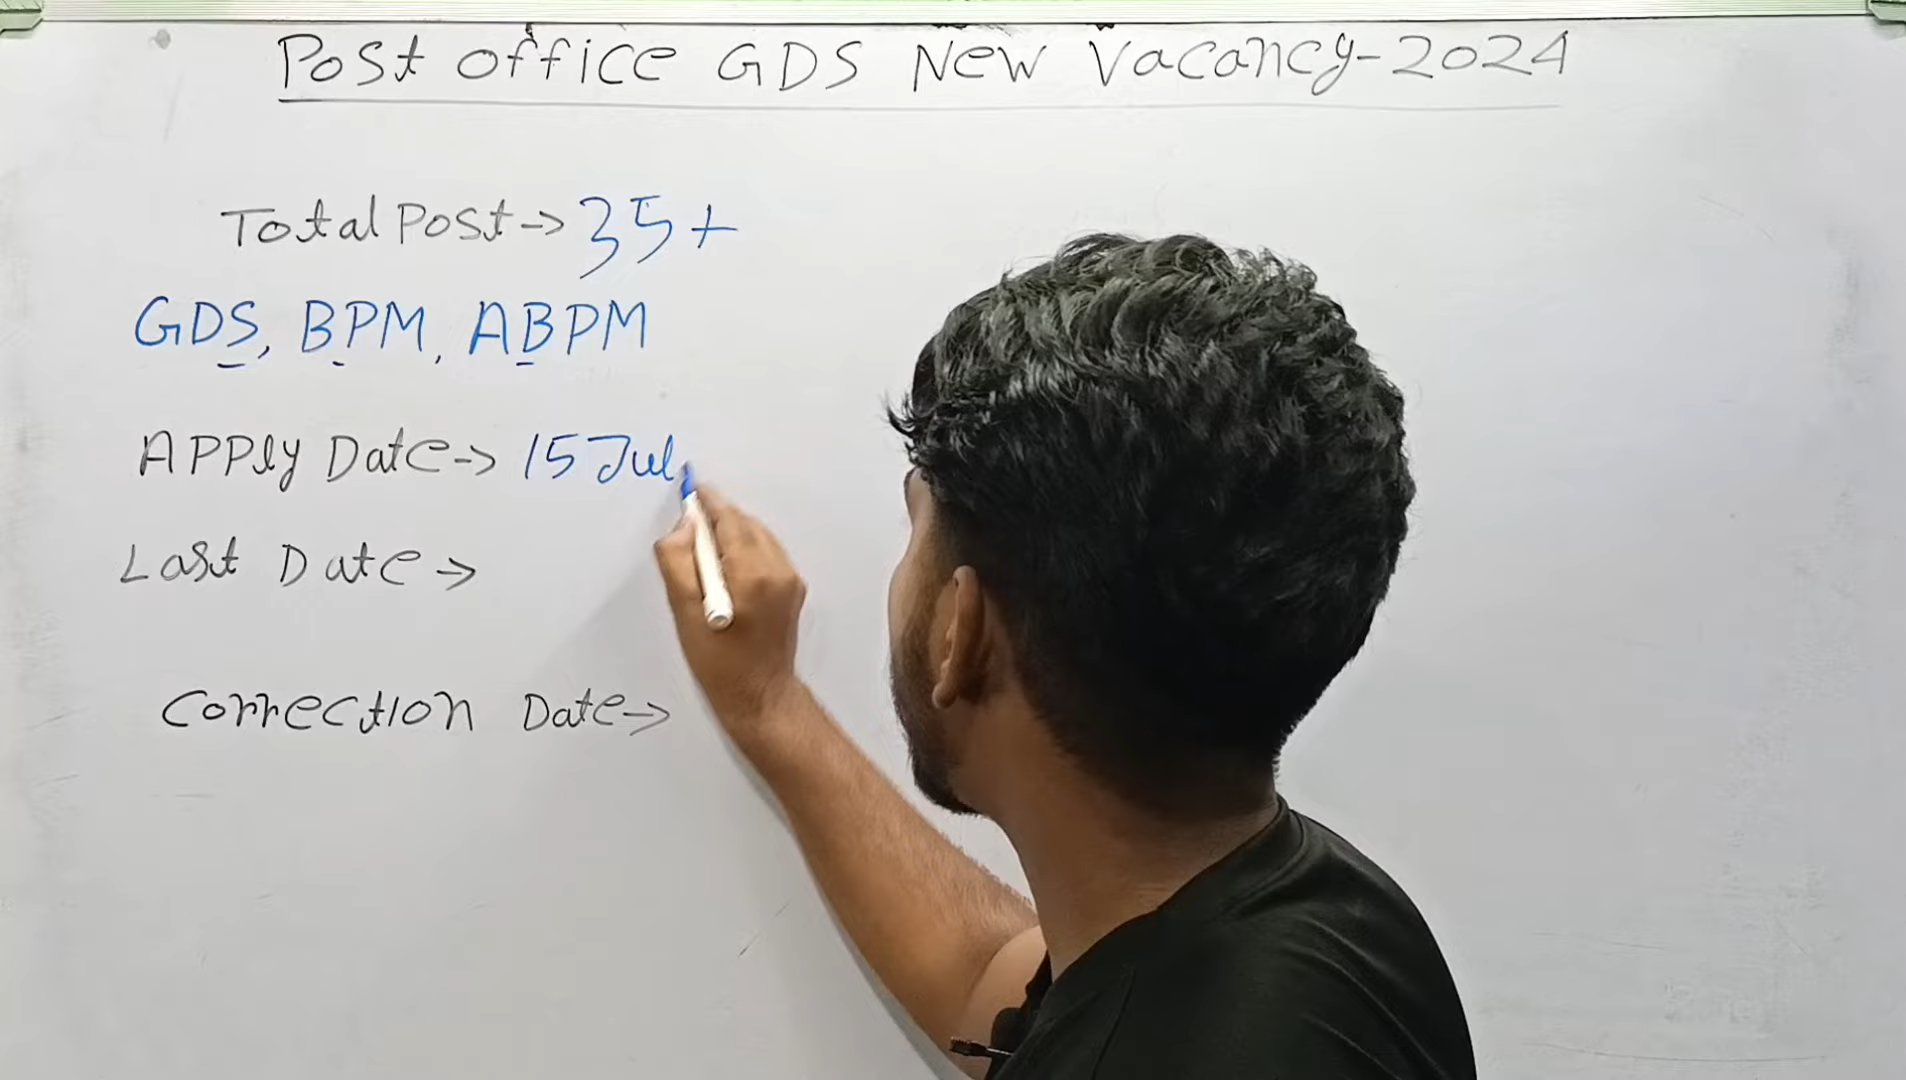 Post office GDS New Vacancy-2024
Total Post-> 35+
GDS, BPM, ABPM
APPly Date-> 15 Jul
Last Date->
Correction Date->